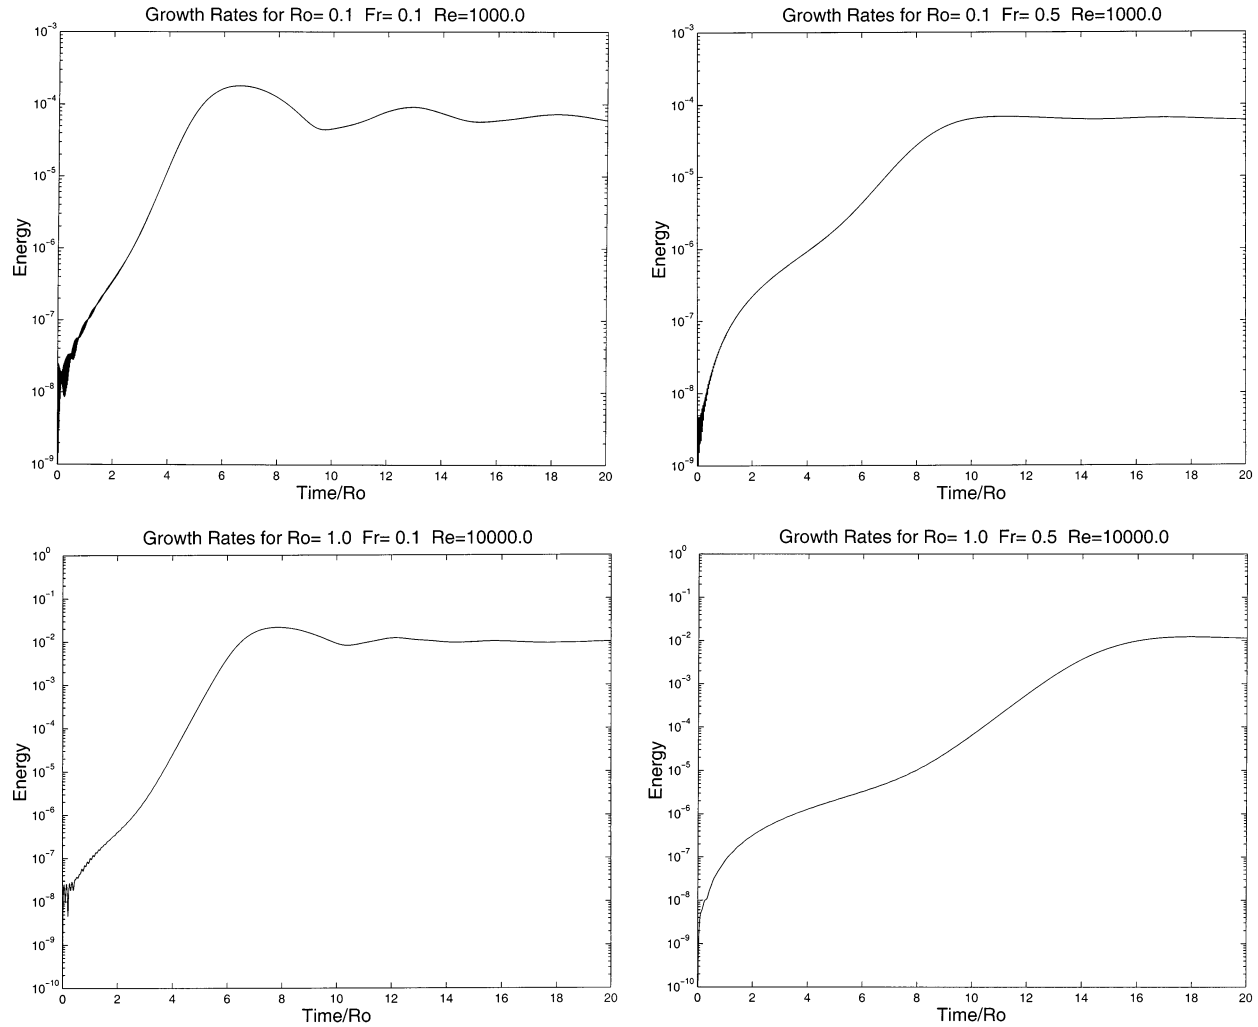 Growth Rates for Ro= 0.1 Fr= 0.1 Re=1000.0
10⁻³
10⁻⁴
10⁻⁵
10⁻⁶
10⁻⁷
10⁻⁸
10⁻⁹
Energy
0 2 4 6 8 10 12 14 16 18 20
Time/Ro
Growth Rates for Ro= 0.1 Fr= 0.5 Re=1000.0
10⁻³
10⁻⁴
10⁻⁵
10⁻⁶
10⁻⁷
10⁻⁸
10⁻⁹
Energy
0 2 4 6 8 10 12 14 16 18 20
Time/Ro
Growth Rates for Ro= 1.0 Fr= 0.1 Re=10000.0
10⁰
10⁻¹
10⁻²
10⁻³
10⁻⁴
10⁻⁵
10⁻⁶
10⁻⁷
10⁻⁸
10⁻⁹
10⁻¹⁰
Energy
0 2 4 6 8 10 12 14 16 18 20
Time/Ro
Growth Rates for Ro= 1.0 Fr= 0.5 Re=10000.0
10⁰
10⁻¹
10⁻²
10⁻³
10⁻⁴
10⁻⁵
10⁻⁶
10⁻⁷
10⁻⁸
10⁻⁹
10⁻¹⁰
Energy
0 2 4 6 8 10 12 14 16 18 20
Time/Ro